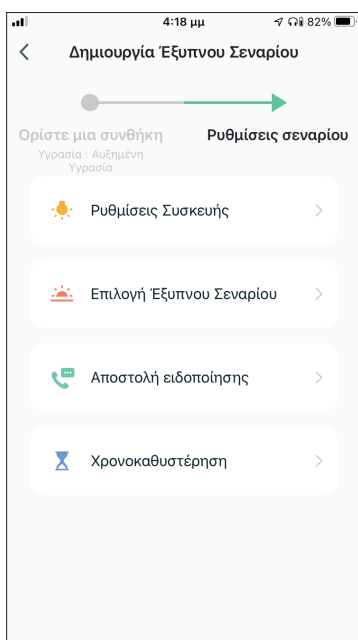 4:18 μμ
82%
Δημιουργία Έξυπνου Σεναρίου
Ορίστε μια συνθήκη
Ρυθμίσεις σεναρίου
Υγρασία : Αυξημένη
Υγρασία
Ρυθμίσεις Συσκευής
Επιλογή Έξυπνου Σεναρίου
Αποστολή ειδοποίησης
Χρονοκαθυστέρηση